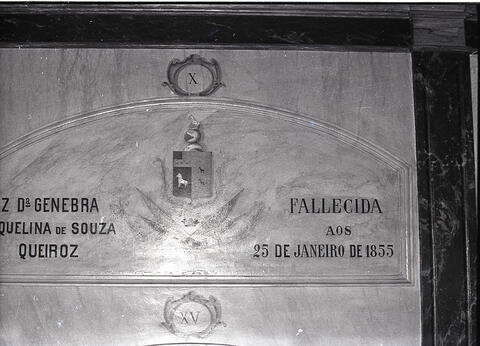 X
Z Dª GENEBRA
QUELINA DE SOUZA
QUEIROZ
FALLECIDA
AOS
25 DE JANEIRO DE 1855
XV